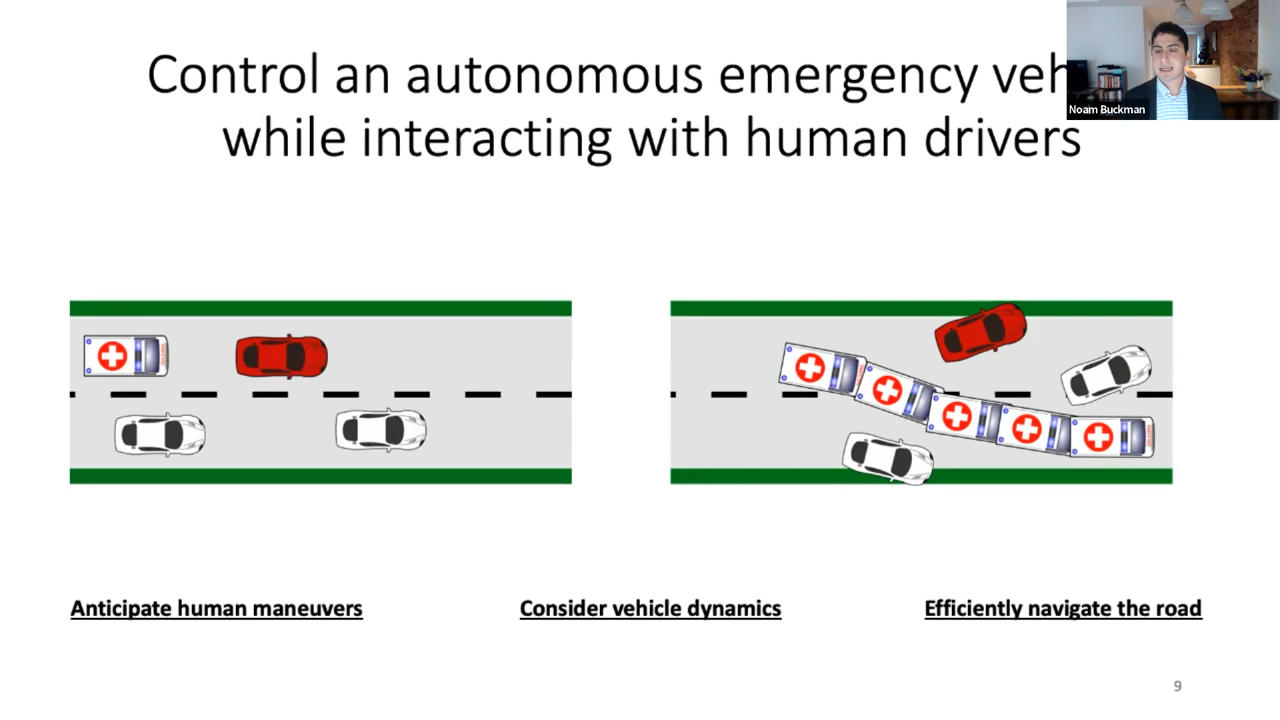 Control an autonomous emergency veh
while interacting with human drivers
Noam Buckman
Anticipate human maneuvers
Consider vehicle dynamics
Efficiently navigate the road
9